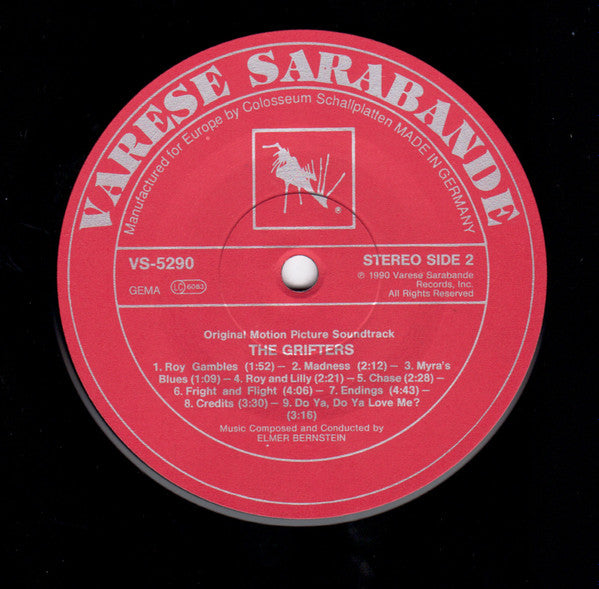 VARESE SARABANDE
Manufactured for Europe by Colosseum Schallplatten MADE IN GERMANY
®
VS-5290
STEREO SIDE 2
GEMA
LC 6083
℗ 1990 Varese Sarabande
Records, Inc.
All Rights Reserved
Original Motion Picture Soundtrack
THE GRIFTERS
1. Roy Gambles (1:52) – 2. Madness (2:12) – 3. Myra's
Blues (1:09) – 4. Roy and Lilly (2:21) – 5. Chase (2:28) –
6. Fright and Flight (4:06) – 7. Endings (4:43) –
8. Credits (3:30) – 9. Do Ya, Do Ya Love Me?
(3:16)
Music Composed and Conducted by
ELMER BERNSTEIN